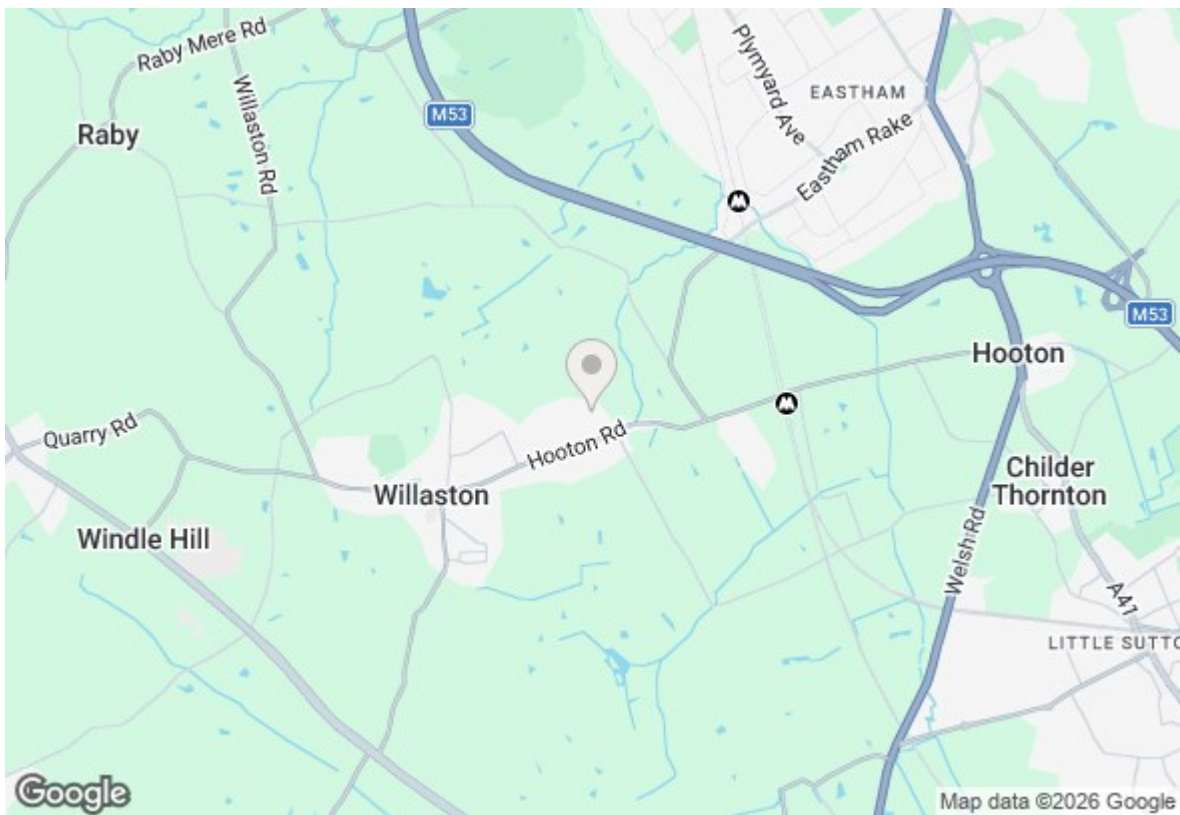 Raby Mere Rd
Plymyard Ave
EASTHAM
M53
Willaston Rd
Raby
Eastham Rake
M53
Hooton
Quarry Rd
Hooton Rd
Willaston
Childer
Thornton
Windle Hill
Welsh Rd
A41
LITTLE SUTTO
Google
Map data ©2026 Google